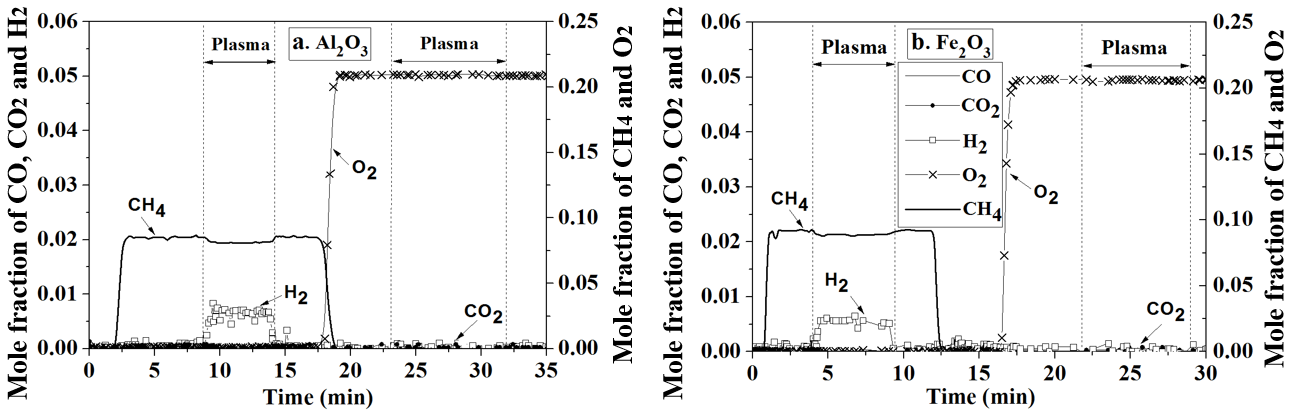 Mole fraction of CO, CO2 and H2
0.06
0.05
0.04
0.03
0.02
0.01
0.00
Plasma
a. Al2O3
Plasma
O2
CH4
H2
CO2
0.25
0.20
0.15
0.10
0.05
0.00
Mole fraction of CH4 and O2
0 5 10 15 20 25 30 35
Time (min)
Mole fraction of CO, CO2 and H2
0.06
0.05
0.04
0.03
0.02
0.01
0.00
Plasma
b. Fe2O3
Plasma
CO
CO2
H2
O2
CH4
O2
CH4
H2
CO2
0.25
0.20
0.15
0.10
0.05
0.00
Mole fraction of CH4 and O2
0 5 10 15 20 25 30
Time (min)